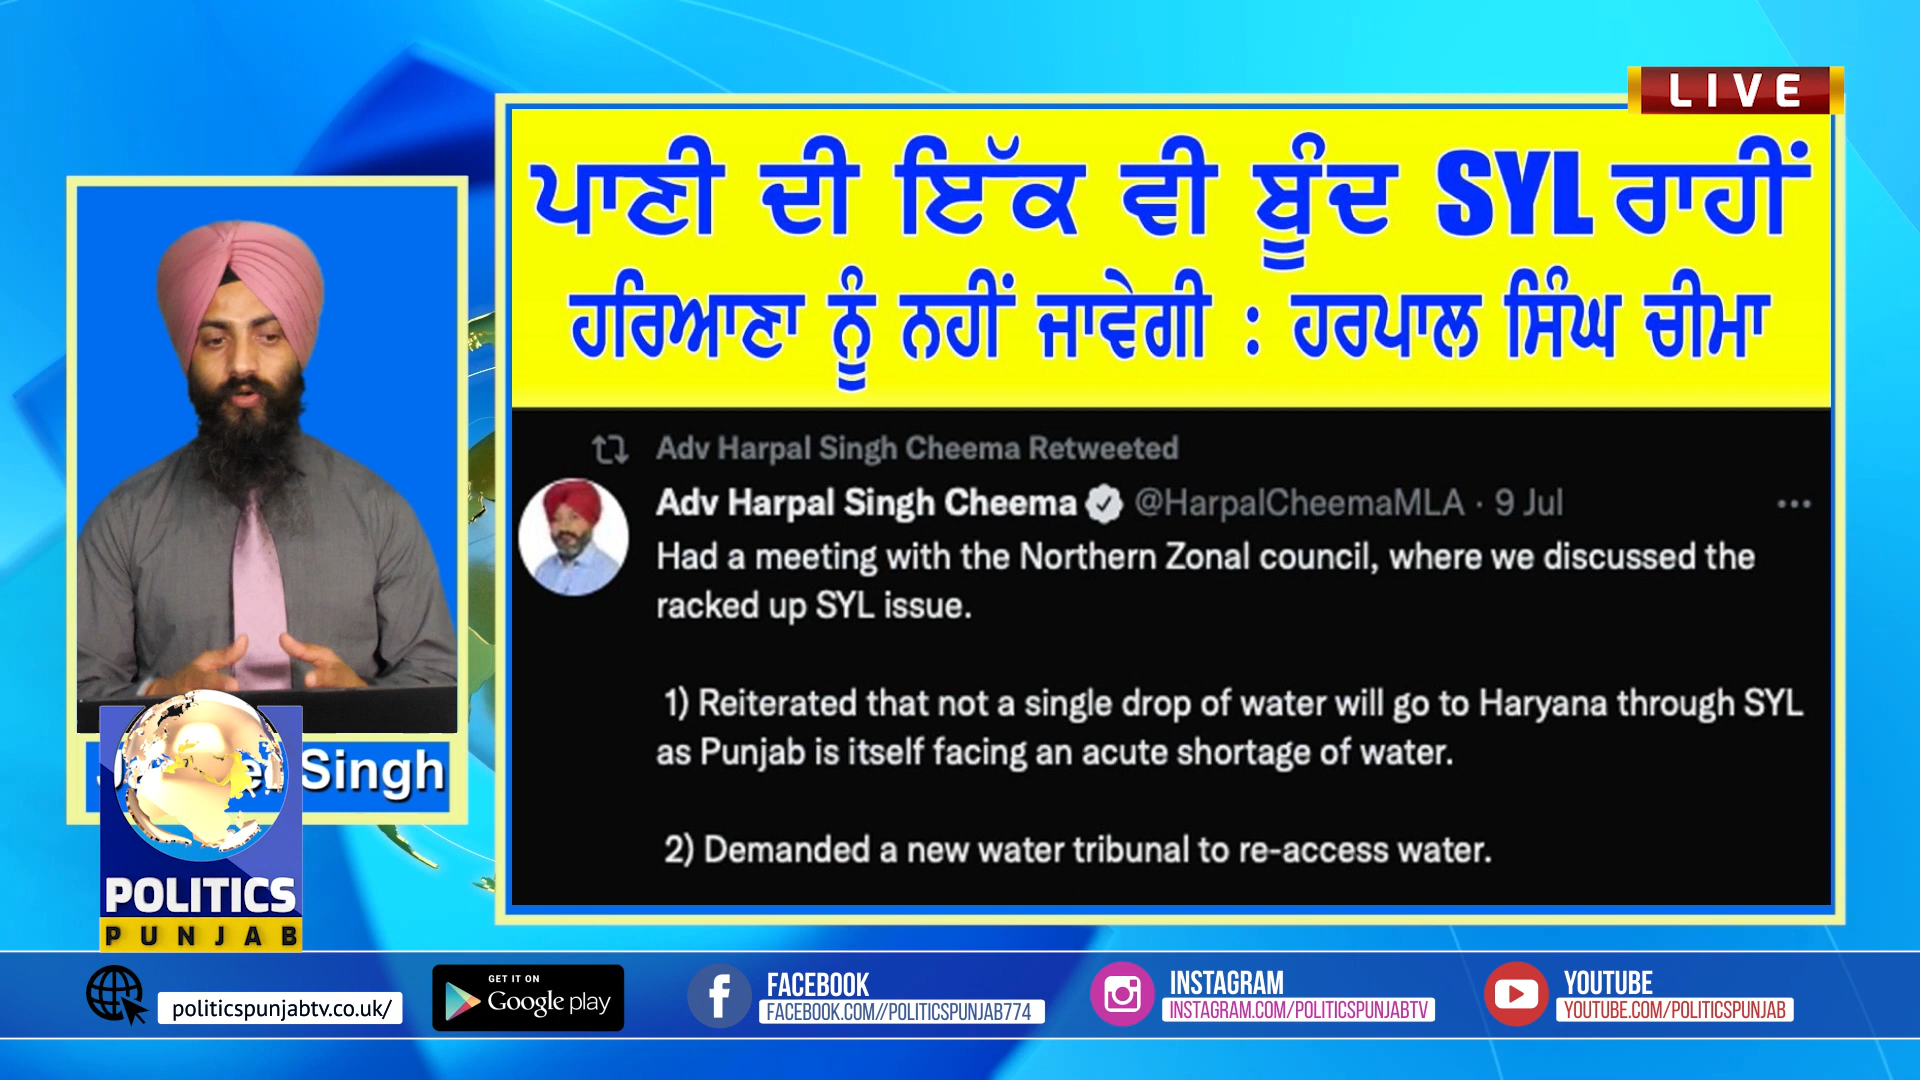 LIVE
ਪਾਣੀ ਦੀ ਇੱਕ ਵੀ ਬੂੰਦ SYL ਰਾਹੀਂ
ਹਰਿਆਣਾ ਨੂੰ ਨਹੀਂ ਜਾਵੇਗੀ : ਹਰਪਾਲ ਸਿੰਘ ਚੀਮਾ
Adv Harpal Singh Cheema Retweeted
Adv Harpal Singh Cheema @HarpalCheemaMLA · 9 Jul
Had a meeting with the Northern Zonal council, where we discussed the
racked up SYL issue.
1) Reiterated that not a single drop of water will go to Haryana through SYL
as Punjab is itself facing an acute shortage of water.
2) Demanded a new water tribunal to re-access water.
Singh
POLITICS
PUNJAB
politicspunjabtv.co.uk/
GET IT ON
Google play
FACEBOOK
FACEBOOK.COM//POLITICSPUNJAB774
INSTAGRAM
INSTAGRAM.COM/POLITICSPUNJABTV
YOUTUBE
YOUTUBE.COM/POLITICSPUNJAB